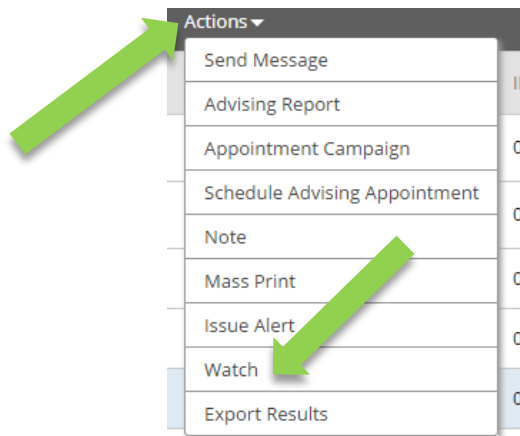 Actions
Send Message
Advising Report
Appointment Campaign
Schedule Advising Appointment
Note
Mass Print
Issue Alert
Watch
Export Results